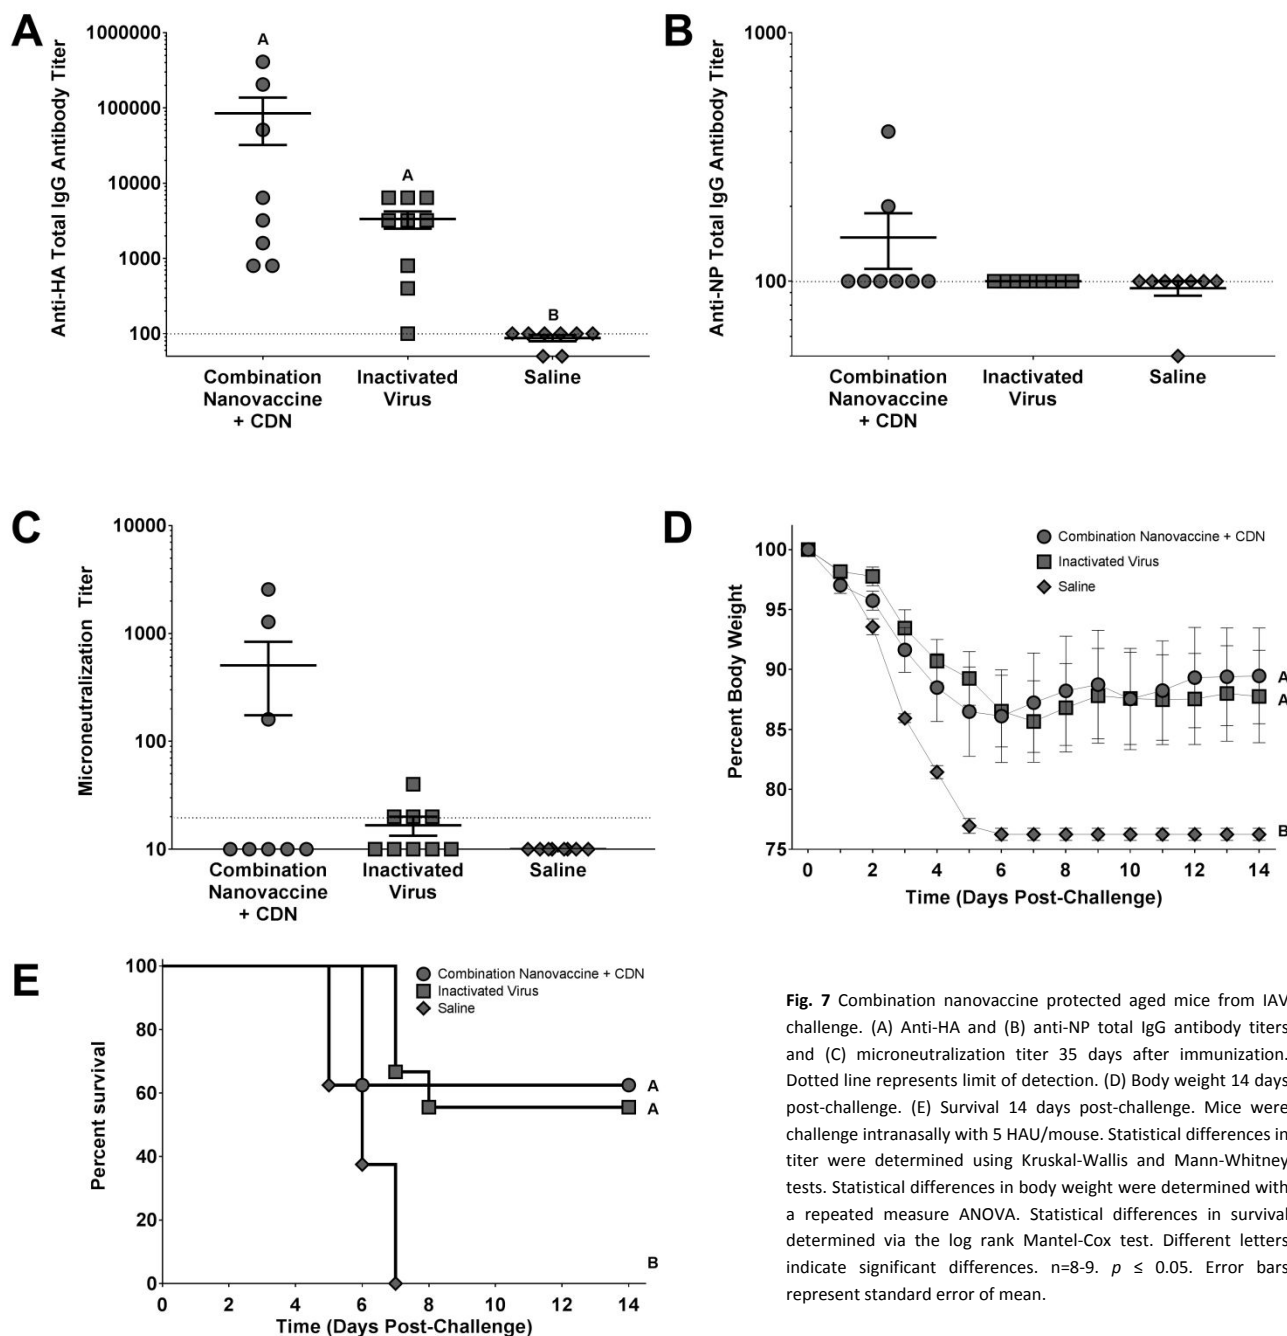 A
Anti-HA Total IgG Antibody Titer
1000000
100000
10000
1000
100
A
A
B
Combination
Nanovaccine
+ CDN
Inactivated
Virus
Saline
B
Anti-NP Total IgG Antibody Titer
1000
100
Combination
Nanovaccine
+ CDN
Inactivated
Virus
Saline
C
Microneutralization Titer
10000
1000
100
10
Combination
Nanovaccine
+ CDN
Inactivated
Virus
Saline
D
Percent Body Weight
100
95
90
85
80
75
Combination Nanovaccine + CDN
Inactivated Virus
Saline
A
A
B
0 2 4 6 8 10 12 14
Time (Days Post-Challenge)
E
Percent survival
100
80
60
40
20
0
Combination Nanovaccine + CDN
Inactivated Virus
Saline
A
A
B
0 2 4 6 8 10 12 14
Time (Days Post-Challenge)
Fig. 7 Combination nanovaccine protected aged mice from IAV
challenge. (A) Anti-HA and (B) anti-NP total IgG antibody titers
and (C) microneutralization titer 35 days after immunization.
Dotted line represents limit of detection. (D) Body weight 14 days
post-challenge. (E) Survival 14 days post-challenge. Mice were
challenge intranasally with 5 HAU/mouse. Statistical differences in
titer were determined using Kruskal-Wallis and Mann-Whitney
tests. Statistical differences in body weight were determined with
a repeated measure ANOVA. Statistical differences in survival
determined via the log rank Mantel-Cox test. Different letters
indicate significant differences. n=8-9. p ≤ 0.05. Error bars
represent standard error of mean.